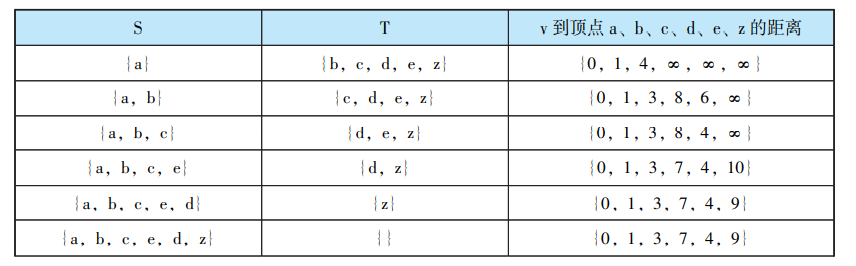 S T v 到顶点 a、b、c、d、e、z 的距离
{a} {b, c, d, e, z} {0, 1, 4, ∞, ∞, ∞}
{a, b} {c, d, e, z} {0, 1, 3, 8, 6, ∞}
{a, b, c} {d, e, z} {0, 1, 3, 8, 4, ∞}
{a, b, c, e} {d, z} {0, 1, 3, 7, 4, 10}
{a, b, c, e, d} {z} {0, 1, 3, 7, 4, 9}
{a, b, c, e, d, z} { } {0, 1, 3, 7, 4, 9}